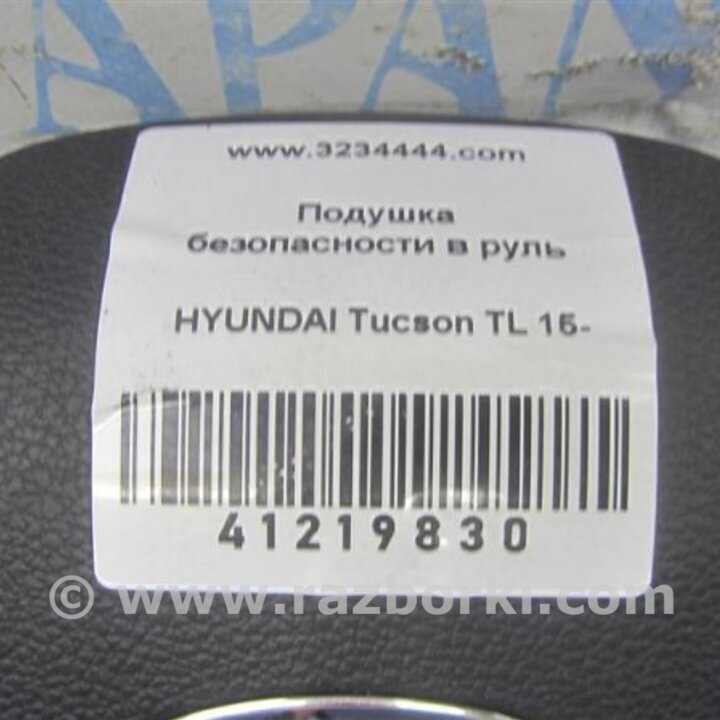 www.3234444.com
Подушка
безопасности в руль
HYUNDAI Tucson TL 15-
41219830
© www.razborki.com